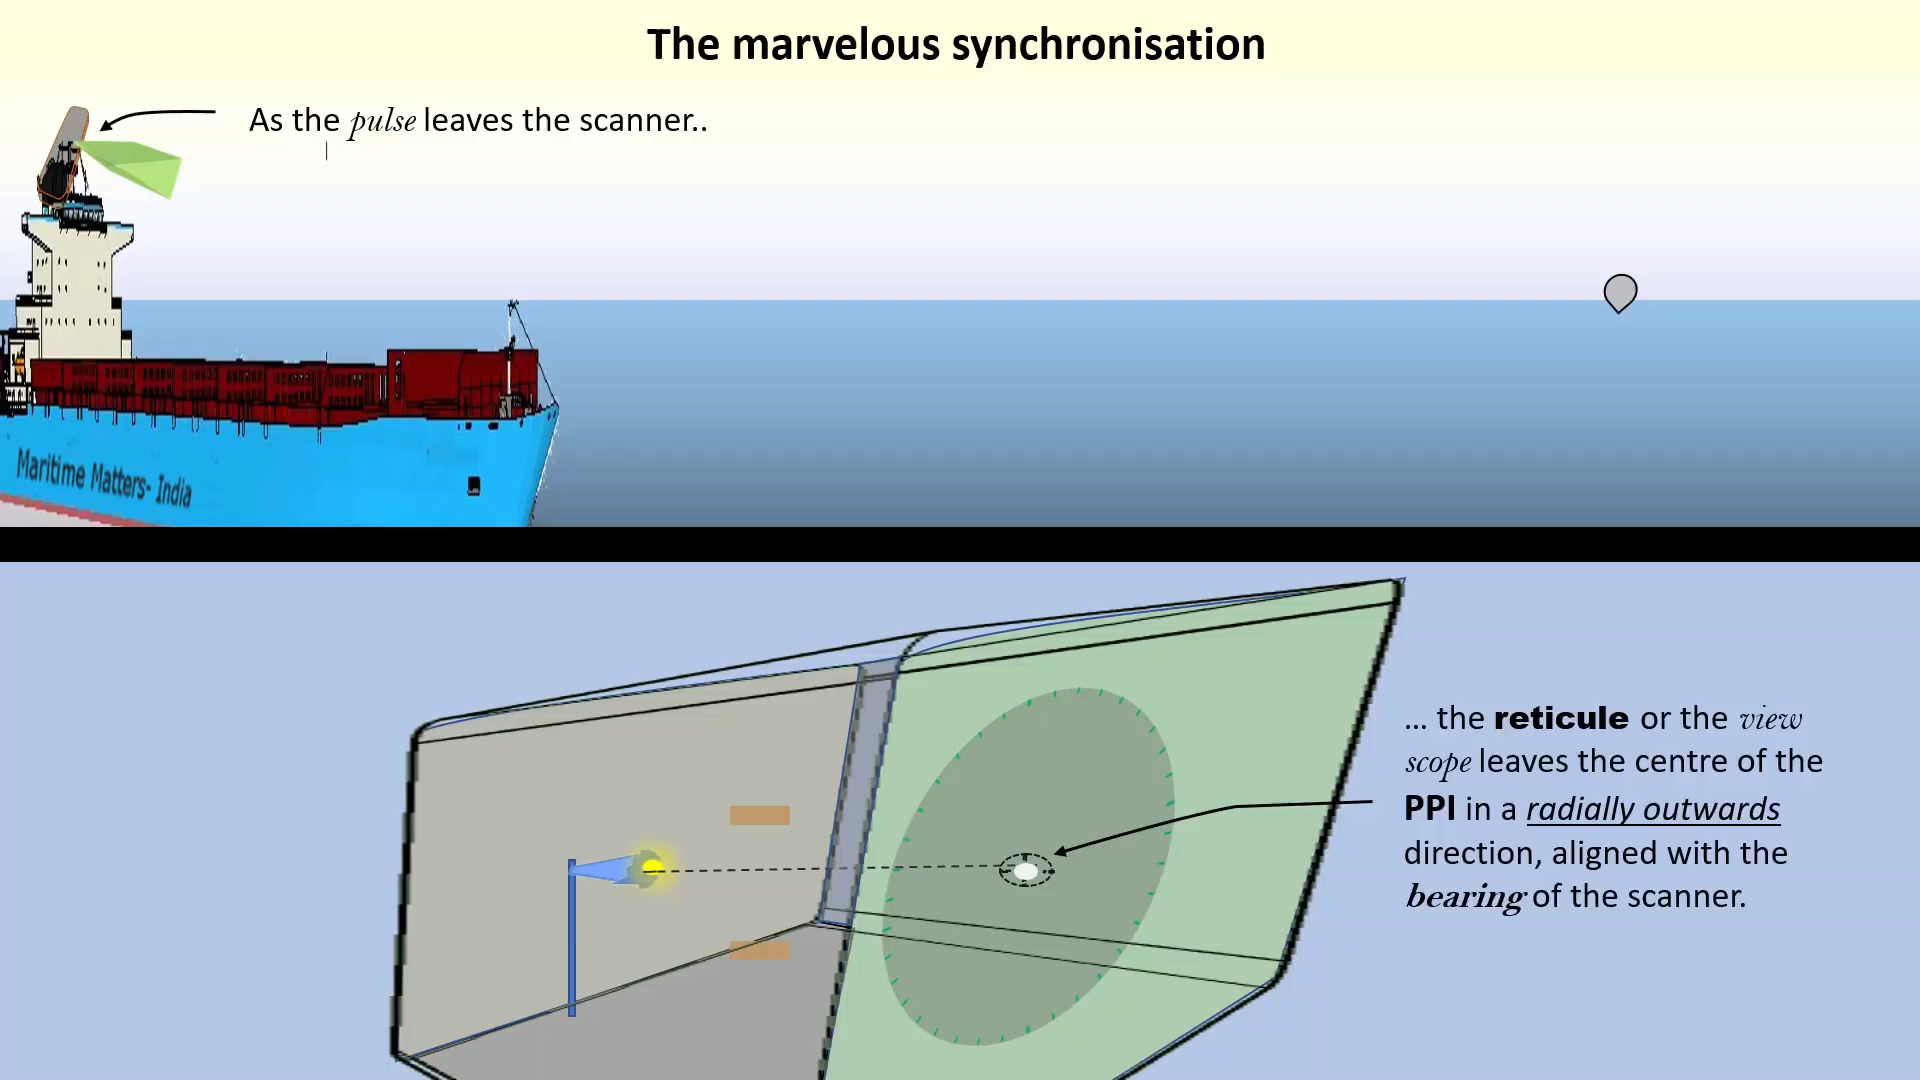 The marvelous synchronisation
As the pulse leaves the scanner..
Maritime Matters- India
... the reticule or the view
scope leaves the centre of the
PPI in a radially outwards
direction, aligned with the
bearing of the scanner.